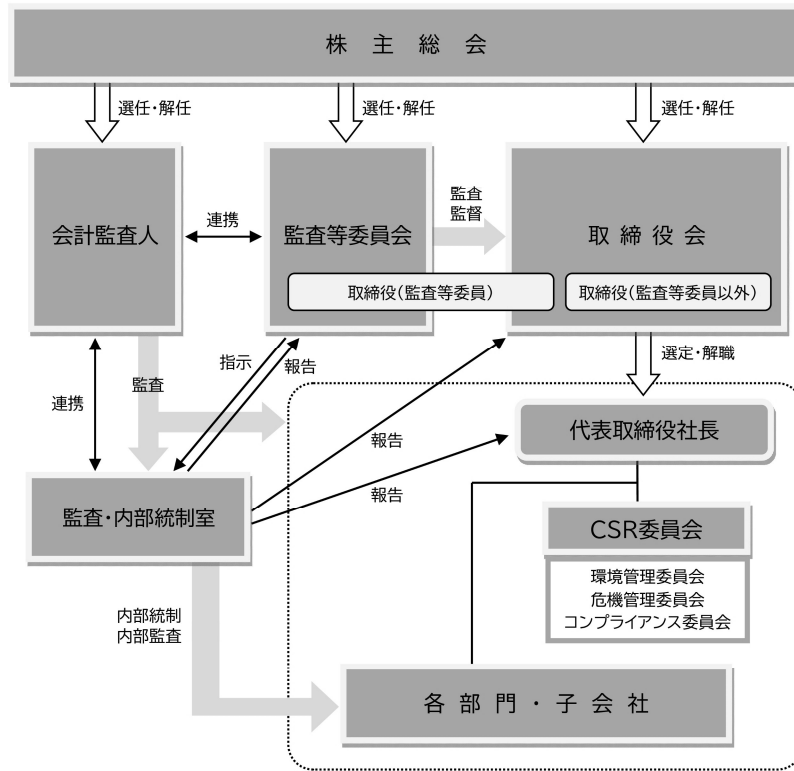 株主総会
選任・解任
選任・解任
選任・解任
会計監査人
連携
監査等委員会
監査
監督
取締役会
取締役（監査等委員）
取締役（監査等委員以外）
選定・解職
連携
監査
指示
報告
報告
報告
代表取締役社長
監査・内部統制室
CSR委員会
環境管理委員会
危機管理委員会
コンプライアンス委員会
内部統制
内部監査
各部門・子会社